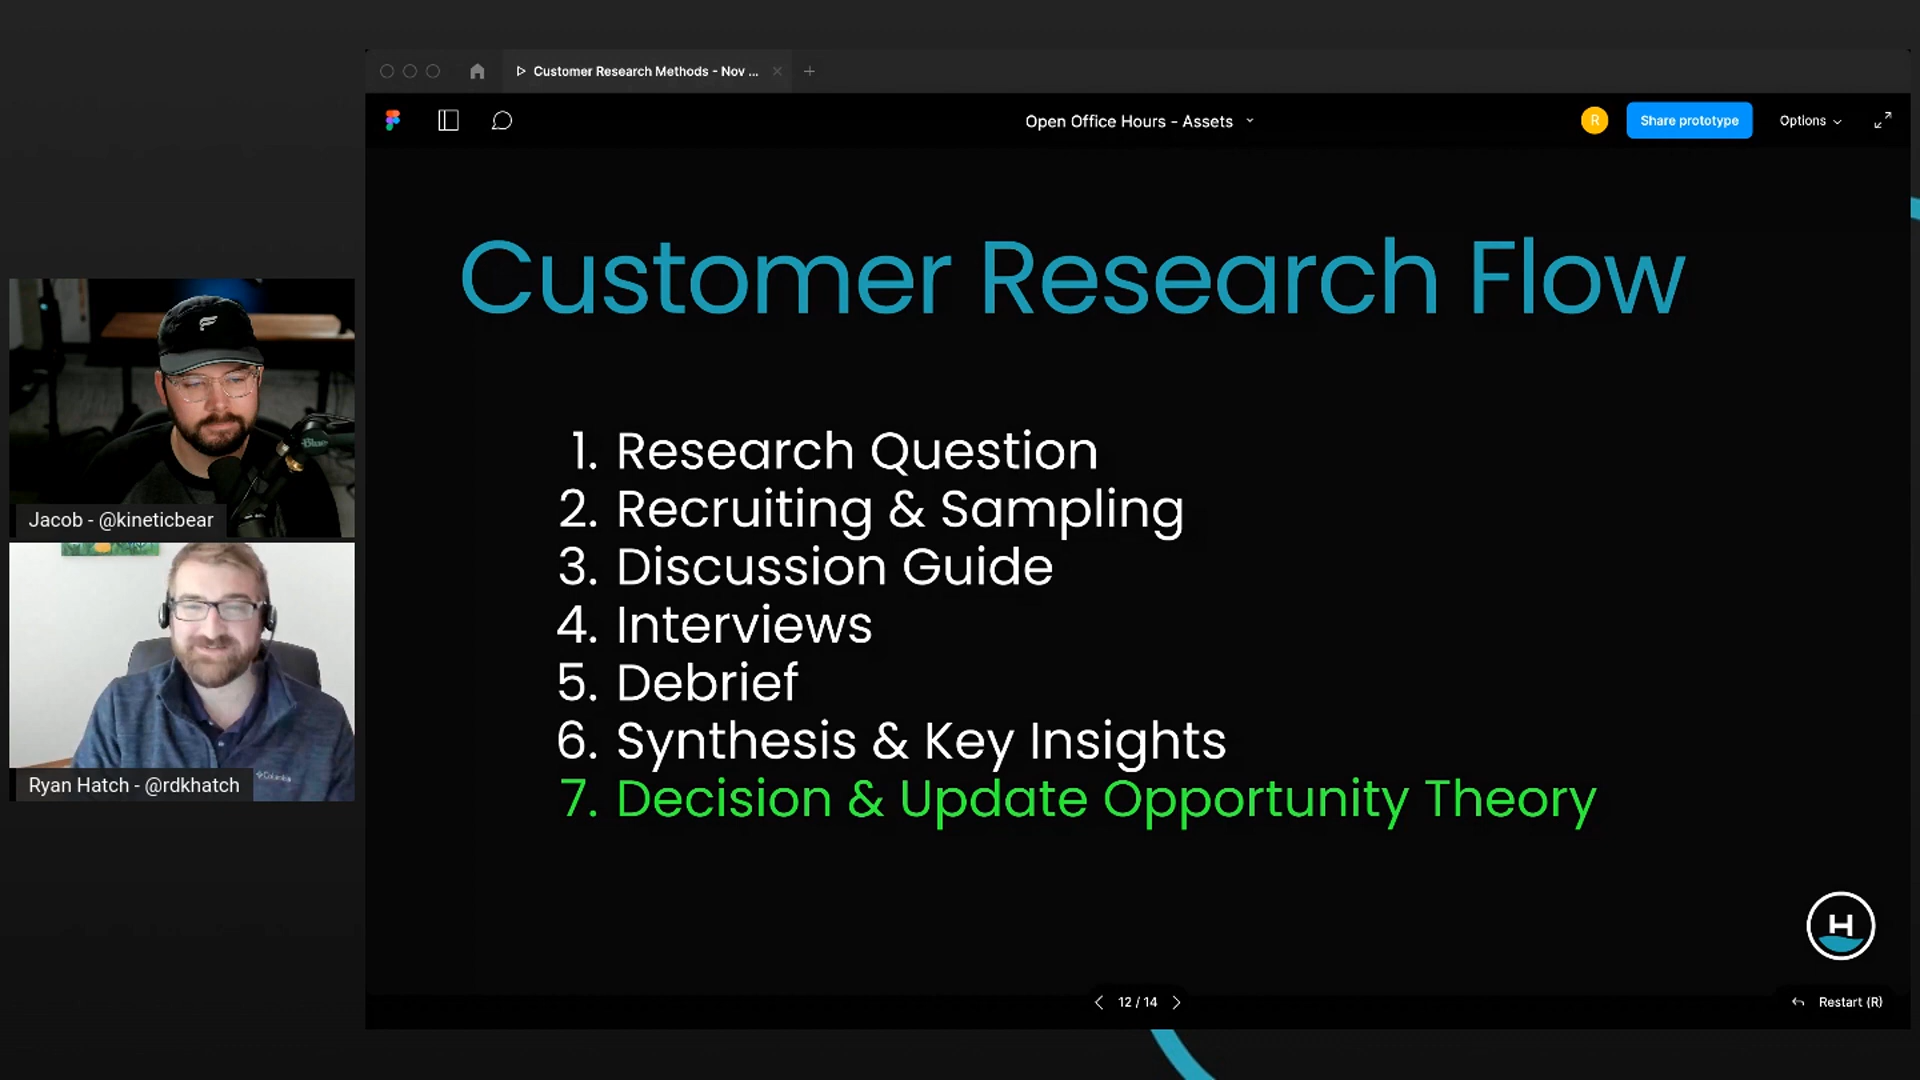 Customer Research Methods - Nov ...
Open Office Hours - Assets
R
Share prototype
Options
Customer Research Flow
1. Research Question
2. Recruiting & Sampling
3. Discussion Guide
4. Interviews
5. Debrief
6. Synthesis & Key Insights
7. Decision & Update Opportunity Theory
Blue
Jacob - @kineticbear
Columbia
Ryan Hatch - @rdkhatch
H
12 / 14
Restart (R)